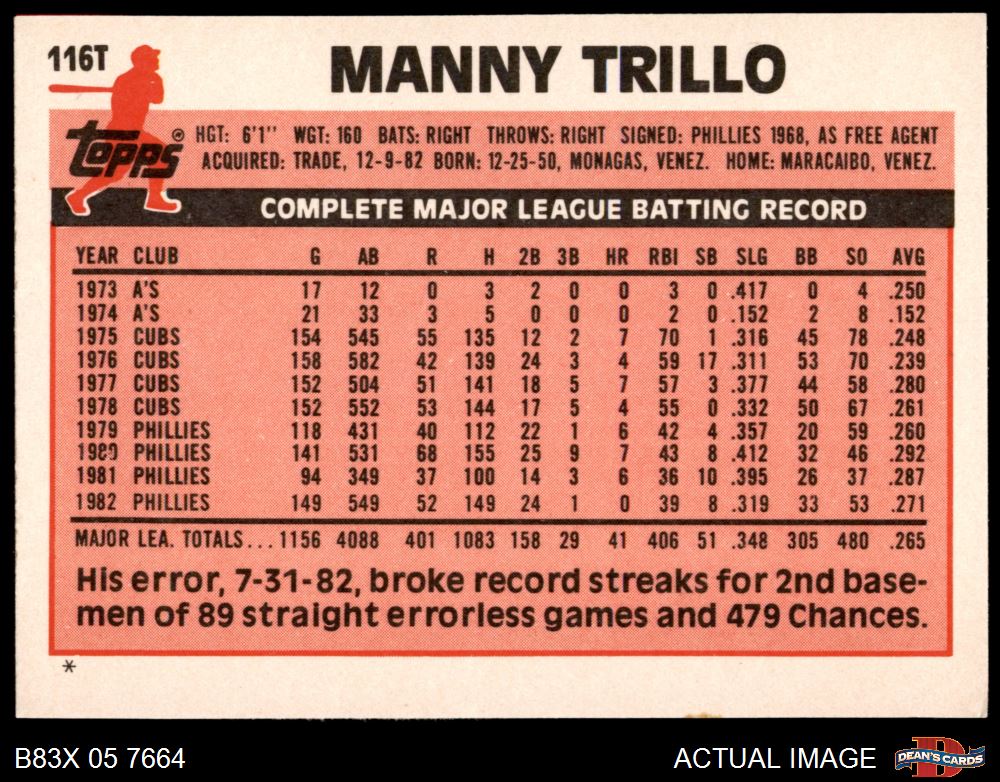 116T
MANNY TRILLO
Topps ® HGT: 6'1" WGT: 160 BATS: RIGHT THROWS: RIGHT SIGNED: PHILLIES 1968, AS FREE AGENT
ACQUIRED: TRADE, 12-9-82 BORN: 12-25-50, MONAGAS, VENEZ. HOME: MARACAIBO, VENEZ.
COMPLETE MAJOR LEAGUE BATTING RECORD
YEAR CLUB G AB R H 2B 3B HR RBI SB SLG BB SO AVG
1973 A'S 17 12 0 3 2 0 0 3 0 .417 0 4 .250
1974 A'S 21 33 3 5 0 0 0 2 0 .152 2 8 .152
1975 CUBS 154 545 55 135 12 2 7 70 1 .316 45 78 .248
1976 CUBS 158 582 42 139 24 3 4 59 17 .311 53 70 .239
1977 CUBS 152 504 51 141 18 5 7 57 3 .377 44 58 .280
1978 CUBS 152 552 53 144 17 5 4 55 0 .332 50 67 .261
1979 PHILLIES 118 431 40 112 22 1 6 42 4 .357 20 59 .260
1980 PHILLIES 141 531 68 155 25 9 7 43 8 .412 32 46 .292
1981 PHILLIES 94 349 37 100 14 3 6 36 10 .395 26 37 .287
1982 PHILLIES 149 549 52 149 24 1 0 39 8 .319 33 53 .271
MAJOR LEA. TOTALS...1156 4088 401 1083 158 29 41 406 51 .348 305 480 .265
His error, 7-31-82, broke record streaks for 2nd base-
men of 89 straight errorless games and 479 Chances.
*
B83X 05 7664
ACTUAL IMAGE
D
DEAN'S CARDS